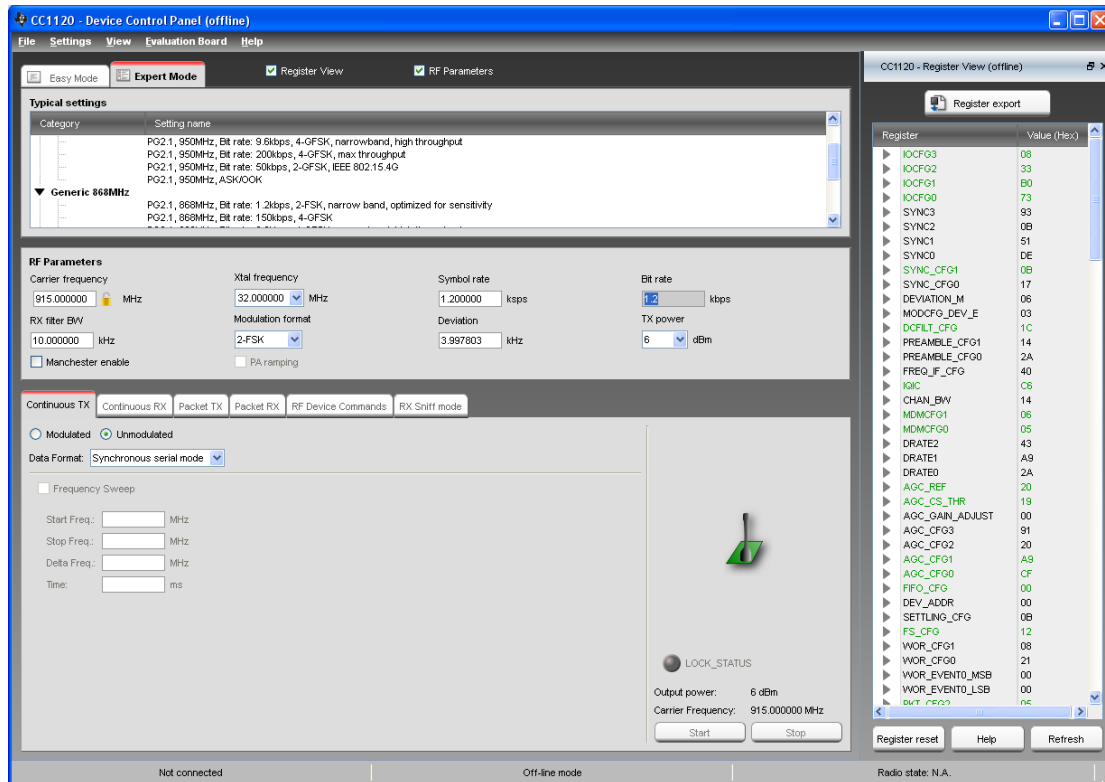 CC1120 - Device Control Panel (offline)
File Settings View Evaluation Board Help
Easy Mode Expert Mode Register View RF Parameters
Typical settings
Category Setting name
PG2.1, 950MHz, Bit rate: 9.6kbps, 4-GFSK, narrowband, high throughput
PG2.1, 950MHz, Bit rate: 200kbps, 4-GFSK, max throughput
PG2.1, 950MHz, Bit rate: 50kbps, 2-GFSK, IEEE 802.15.4G
PG2.1, 950MHz, ASK/OOK
Generic 868MHz
PG2.1, 868MHz, Bit rate: 1.2kbps, 2-FSK, narrow band, optimized for sensitivity
PG2.1, 868MHz, Bit rate: 150kbps, 4-GFSK
RF Parameters
Carrier frequency Xtal frequency Symbol rate Bit rate
915.000000 MHz 32.000000 MHz 1.200000 ksps 1.2 kbps
RX filter BW Modulation format Deviation TX power
10.000000 kHz 2-FSK 3.997803 kHz 6 dBm
Manchester enable PA ramping
Continuous TX Continuous RX Packet TX Packet RX RF Device Commands RX Sniff mode
Modulated Unmodulated
Data Format: Synchronous serial mode
Frequency Sweep
Start Freq.: MHz
Stop Freq.: MHz
Delta Freq.: MHz
Time: ms
LOCK_STATUS
Output power: 6 dBm
Carrier Frequency: 915.000000 MHz
Start Stop
CC1120 - Register View (offline)
Register export
Register Value (Hex)
IOCFG3 08
IOCFG2 33
IOCFG1 B0
IOCFG0 73
SYNC3 93
SYNC2 0B
SYNC1 51
SYNC0 DE
SYNC_CFG1 0B
SYNC_CFG0 17
DEVIATION_M 06
MODCFG_DEV_E 03
DCFILT_CFG 1C
PREAMBLE_CFG1 14
PREAMBLE_CFG0 2A
FREQ_IF_CFG 40
IQIC C6
CHAN_BW 14
MDMCFG1 06
MDMCFG0 05
DRATE2 43
DRATE1 A9
DRATE0 2A
AGC_REF 20
AGC_CS_THR 19
AGC_GAIN_ADJUST 00
AGC_CFG3 91
AGC_CFG2 20
AGC_CFG1 A9
AGC_CFG0 CF
FIFO_CFG 00
DEV_ADDR 00
SETTLING_CFG 0B
FS_CFG 12
WOR_CFG1 08
WOR_CFG0 21
WOR_EVENT0_MSB 00
WOR_EVENT0_LSB 00
PKT_CFG2 05
Register reset Help Refresh
Not connected Off-line mode Radio state: N.A.